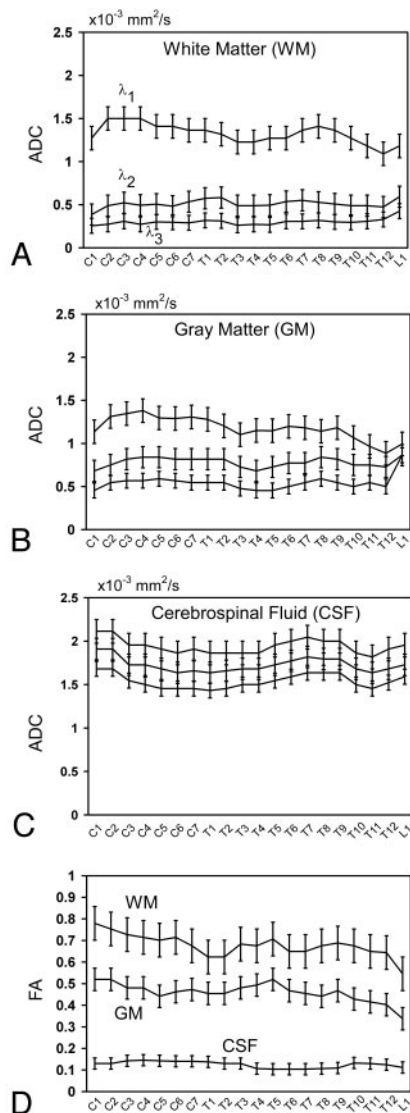 x10⁻³ mm²/s
White Matter (WM)
2.5
2
1.5
1
0.5
0
ADC
λ₁
λ₂
λ₃
C1 C2 C3 C4 C5 C6 C7 T1 T2 T3 T4 T5 T6 T7 T8 T9 T10 T11 T12 L1
A
x10⁻³ mm²/s
Gray Matter (GM)
2.5
2
1.5
1
0.5
0
ADC
C1 C2 C3 C4 C5 C6 C7 T1 T2 T3 T4 T5 T6 T7 T8 T9 T10 T11 T12 L1
B
x10⁻³ mm²/s
Cerebrospinal Fluid (CSF)
2.5
2
1.5
1
0.5
0
ADC
C1 C2 C3 C4 C5 C6 C7 T1 T2 T3 T4 T5 T6 T7 T8 T9 T10 T11 T12 L1
C
1
0.9
0.8
0.7
0.6
0.5
0.4
0.3
0.2
0.1
0
FA
WM
GM
CSF
C1 C2 C3 C4 C5 C6 C7 T1 T2 T3 T4 T5 T6 T7 T8 T9 T10 T11 T12 L1
D